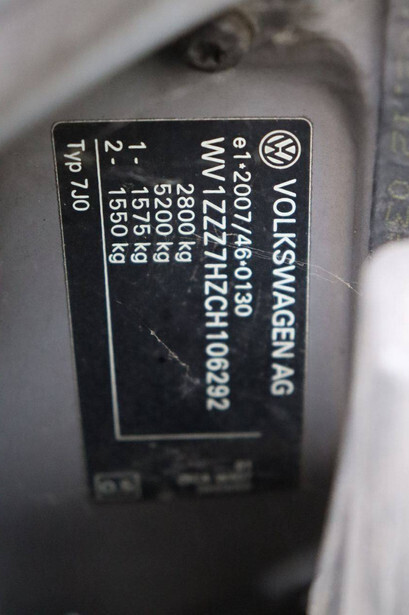 VOLKSWAGEN AG
e1*2007/46*0130
WV1ZZZ7HZCH106292
2800 kg
5200 kg
1- 1575 kg
2- 1550 kg
Typ 7J0